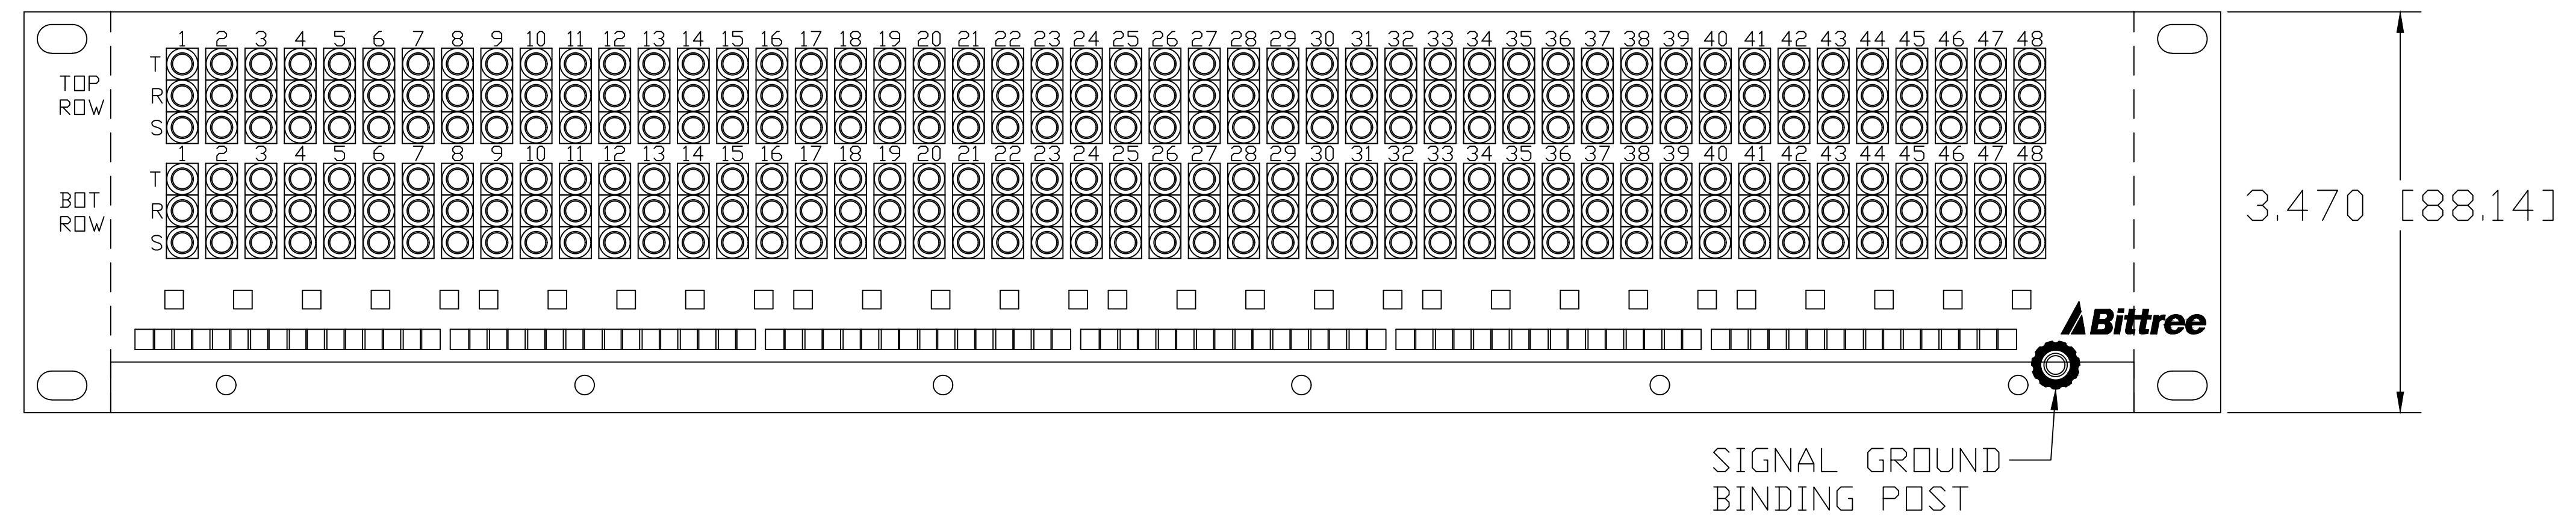 1 2 3 4 5 6 7 8 9 10 11 12 13 14 15 16 17 18 19 20 21 22 23 24 25 26 27 28 29 30 31 32 33 34 35 36 37 38 39 40 41 42 43 44 45 46 47 48
T
TOP
R
ROW
S
1 2 3 4 5 6 7 8 9 10 11 12 13 14 15 16 17 18 19 20 21 22 23 24 25 26 27 28 29 30 31 32 33 34 35 36 37 38 39 40 41 42 43 44 45 46 47 48
T
BOT
R
ROW
S
3.470 [88.14]
Bittree
SIGNAL GROUND
BINDING POST